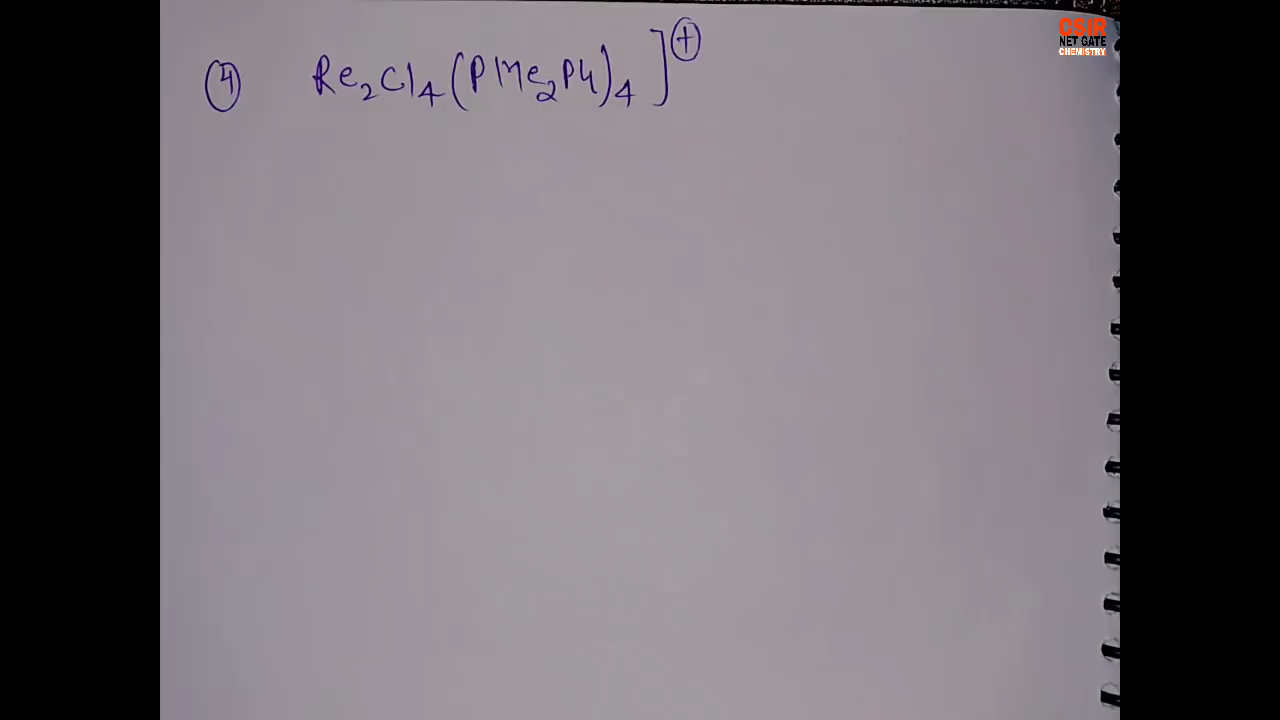 ④ Re₂Cl₄(PMe₂Ph)₄]⊕
CSIR
NET GATE
CHEMISTRY